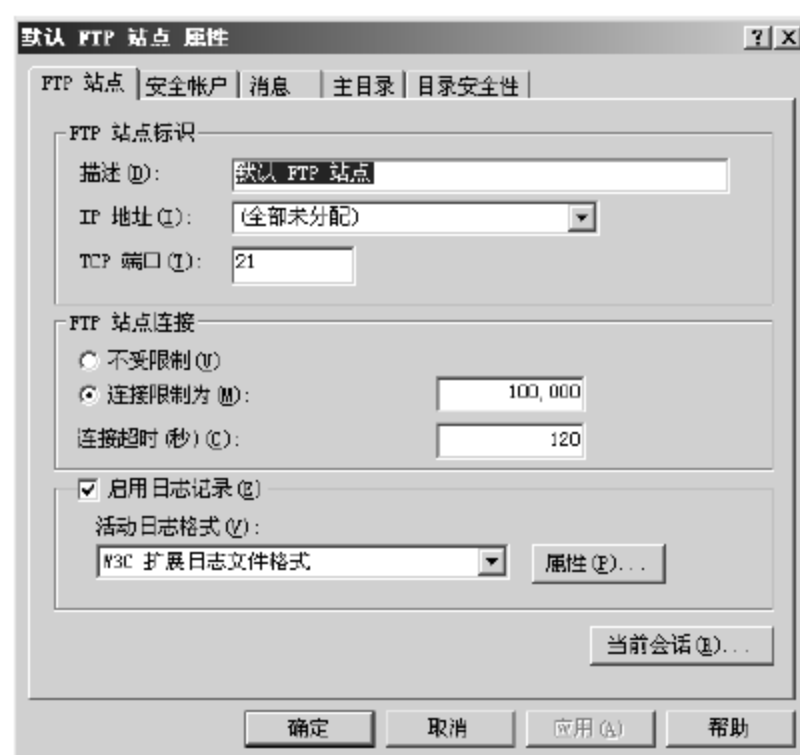 默认 FTP 站点 属性
FTP 站点 安全帐户 消息 主目录 目录安全性
FTP 站点标识
描述(D): 默认 FTP 站点
IP 地址(I): (全部未分配)
TCP 端口(T): 21
FTP 站点连接
不受限制(U)
连接限制为(M): 100,000
连接超时(秒)(C): 120
启用日志记录(E)
活动日志格式(V):
W3C 扩展日志文件格式 属性(P)...
当前会话(R)...
确定 取消 应用(A) 帮助